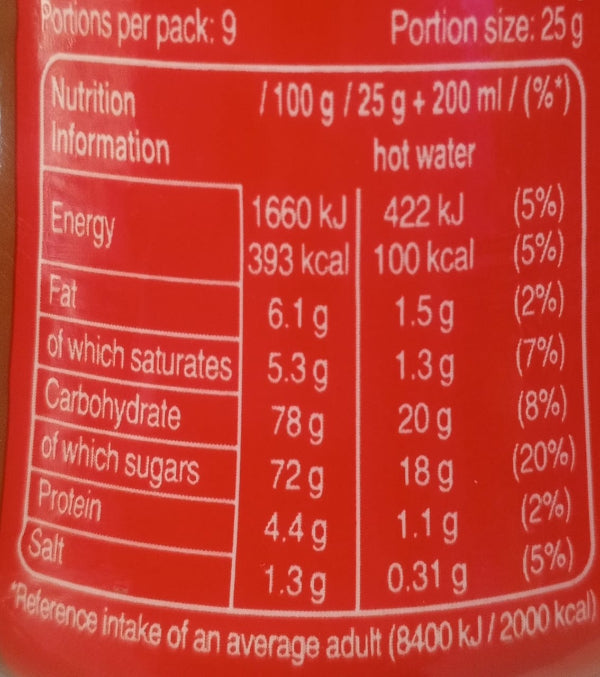 Portions per pack: 9 Portion size: 25 g
Nutrition / 100 g / 25 g + 200 ml / (%*)
Information hot water
Energy 1660 kJ 422 kJ (5%)
393 kcal 100 kcal (5%)
Fat 6.1 g 1.5 g (2%)
of which saturates 5.3 g 1.3 g (7%)
Carbohydrate 78 g 20 g (8%)
of which sugars 72 g 18 g (20%)
Protein 4.4 g 1.1 g (2%)
Salt 1.3 g 0.31 g (5%)
*Reference intake of an average adult (8400 kJ / 2000 kcal)